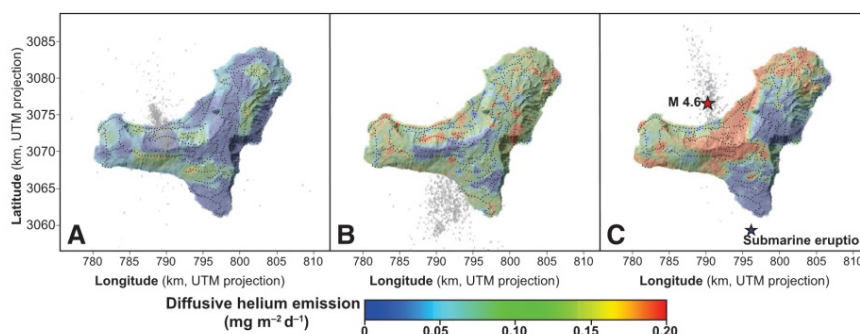 3085
3080
3075
3070
3065
3060
Latitude (km, UTM projection)
A
B
C
M 4.6
Submarine eruptio
780 785 790 795 800 805 810
780 785 790 795 800 805 810
780 785 790 795 800 805 810
Longitude (km, UTM projection)
Longitude (km, UTM projection)
Longitude (km, UTM projection)
Diffusive helium emission
(mg m⁻² d⁻¹)
0 0.05 0.10 0.15 0.20